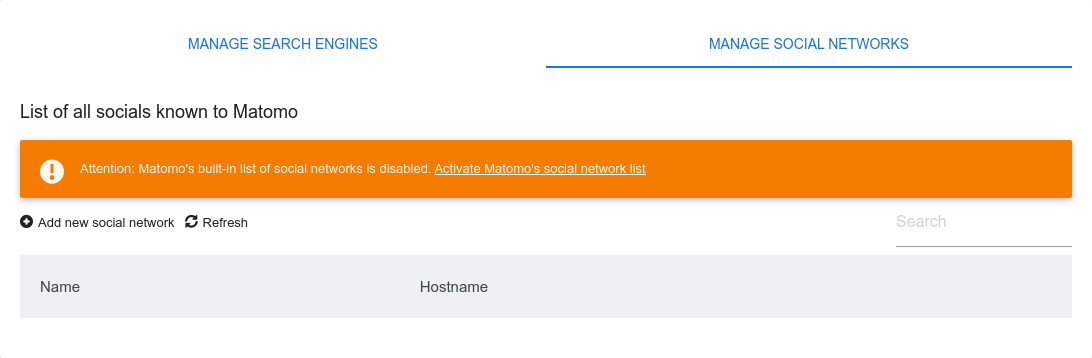 MANAGE SEARCH ENGINES MANAGE SOCIAL NETWORKS
List of all socials known to Matomo
Attention: Matomo's built-in list of social networks is disabled. Activate Matomo's social network list
Add new social network Refresh Search
Name Hostname